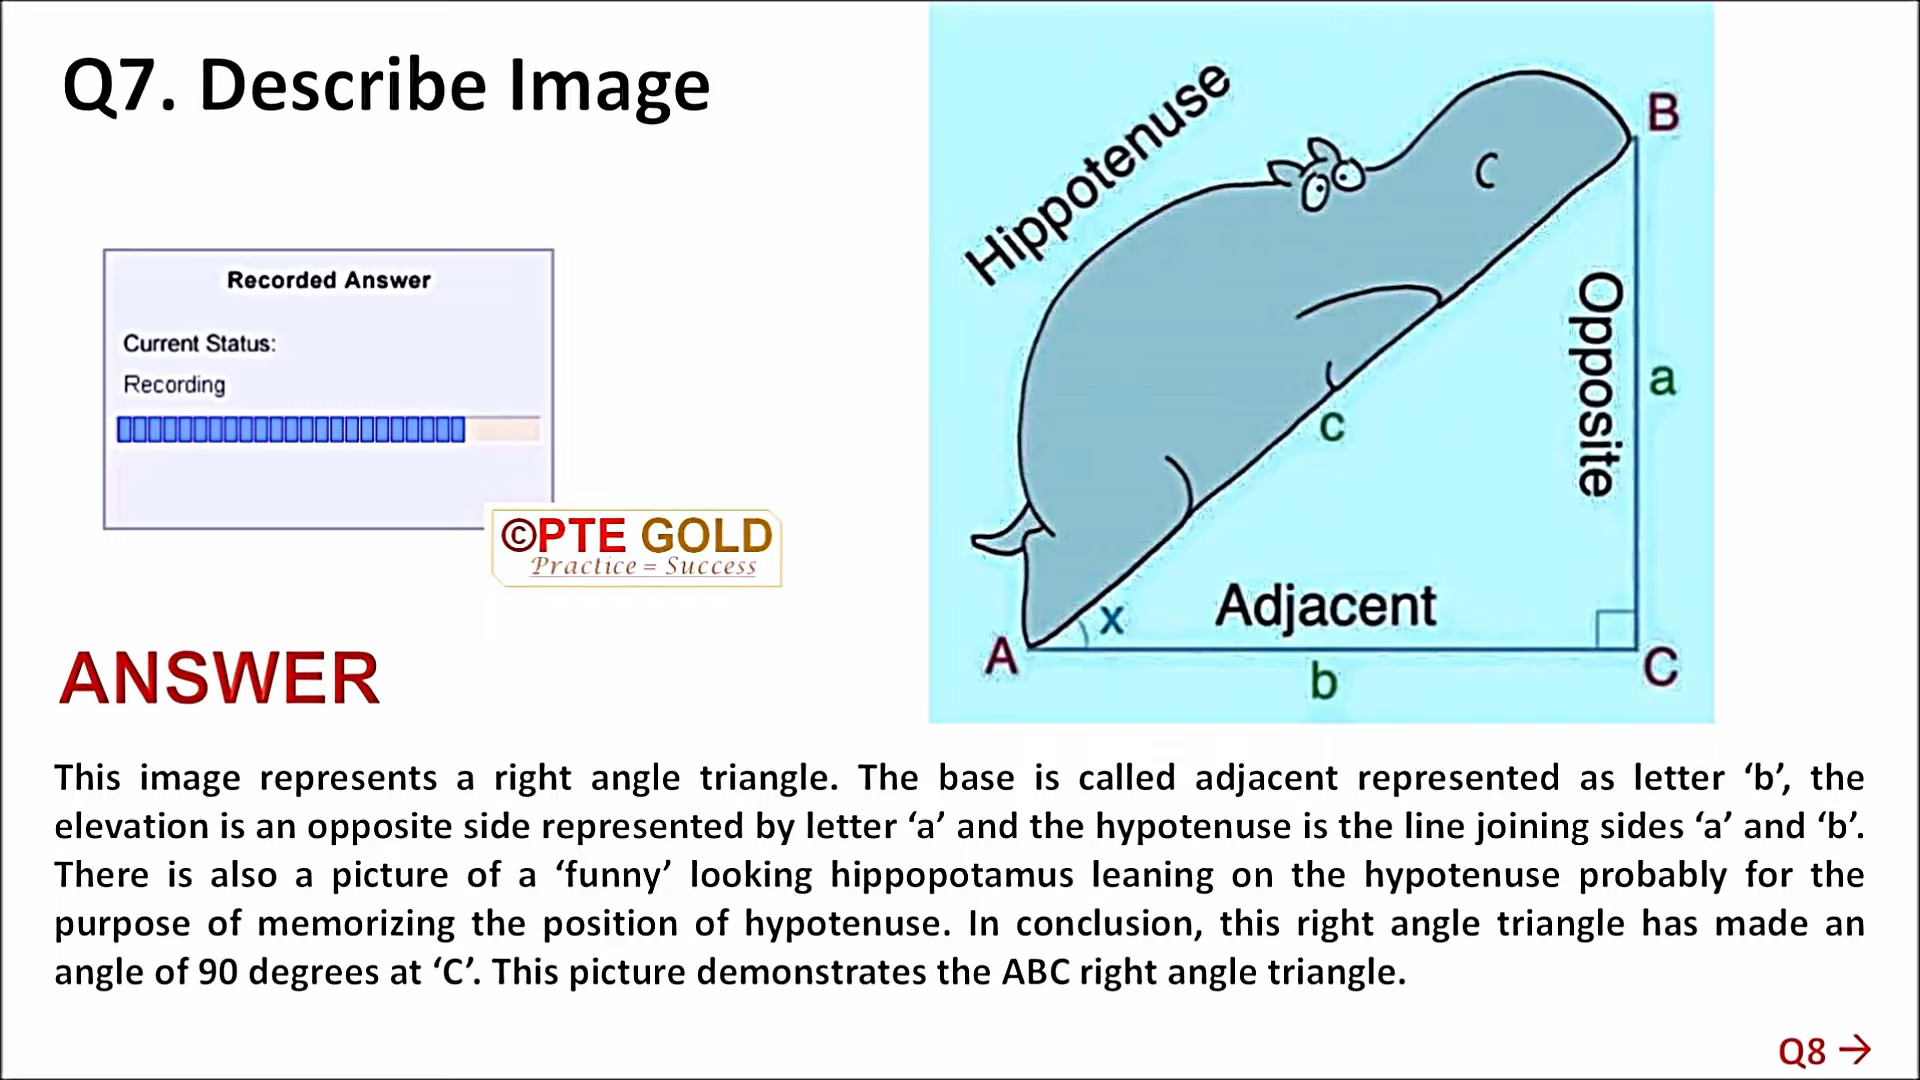 Q7. Describe Image
Recorded Answer
Current Status:
Recording
©PTE GOLD
Practice = Success
Hippotenuse
B
Opposite
a
c
x
Adjacent
A
b
C
ANSWER
This image represents a right angle triangle. The base is called adjacent represented as letter ‘b’, the
elevation is an opposite side represented by letter ‘a’ and the hypotenuse is the line joining sides ‘a’ and ‘b’.
There is also a picture of a ‘funny’ looking hippopotamus leaning on the hypotenuse probably for the
purpose of memorizing the position of hypotenuse. In conclusion, this right angle triangle has made an
angle of 90 degrees at ‘C’. This picture demonstrates the ABC right angle triangle.
Q8 →